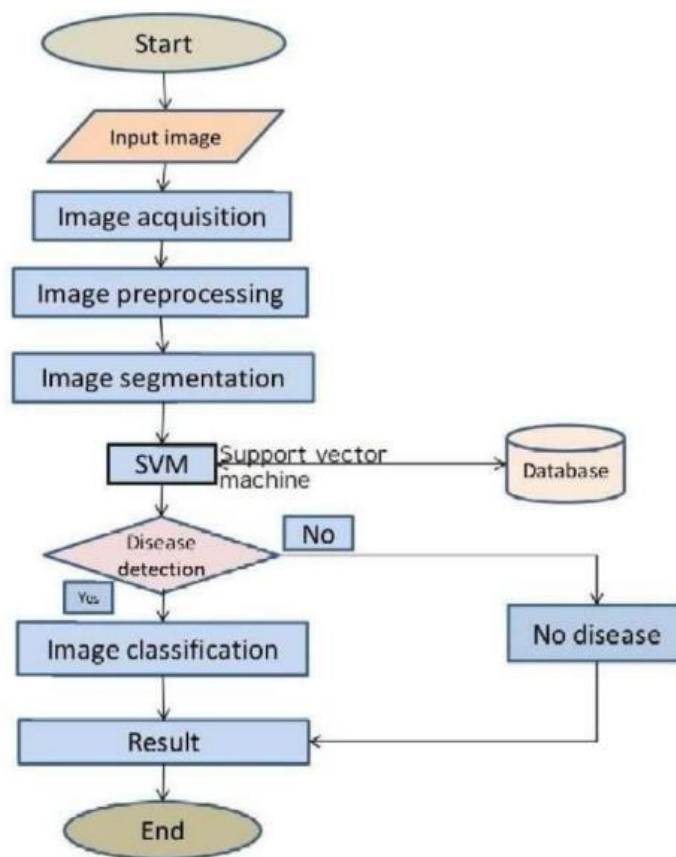 Start
Input image
Image acquisition
Image preprocessing
Image segmentation
SVM
Support vector
machine
Database
Disease
detection
No
Yes
Image classification
No disease
Result
End